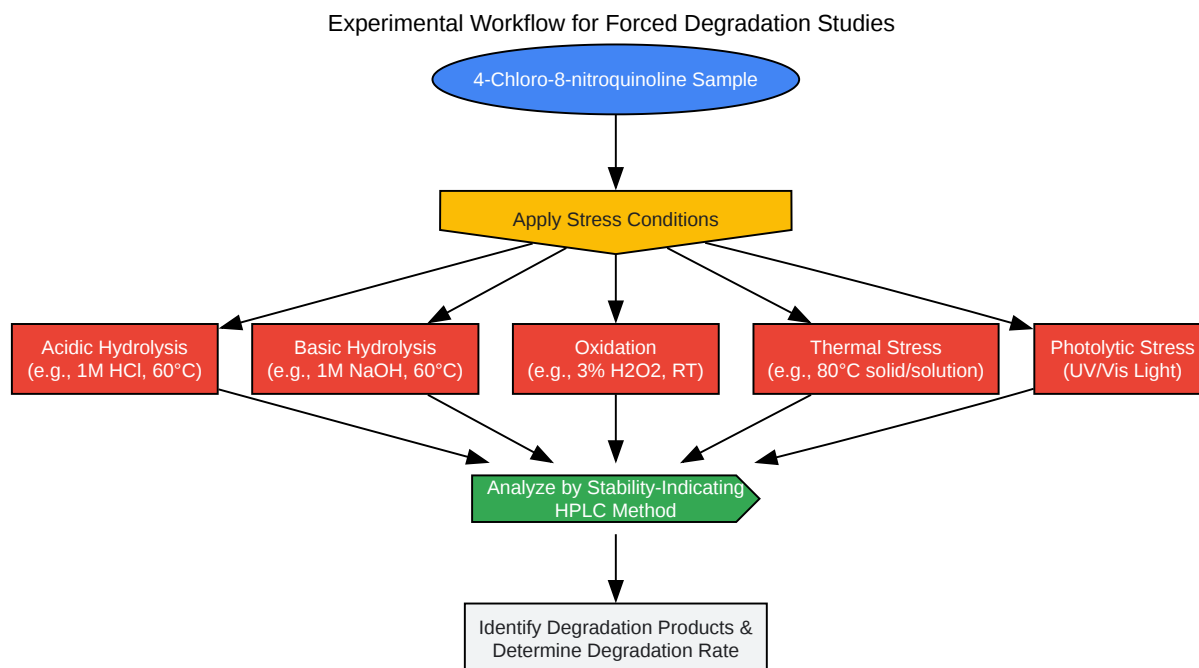 Experimental Workflow for Forced Degradation Studies
4-Chloro-8-nitroquinoline Sample
Apply Stress Conditions
Acidic Hydrolysis
(e.g., 1M HCl, 60°C)
Basic Hydrolysis
(e.g., 1M NaOH, 60°C)
Oxidation
(e.g., 3% H2O2, RT)
Thermal Stress
(e.g., 80°C solid/solution)
Photolytic Stress
(UV/Vis Light)
Analyze by Stability-Indicating
HPLC Method
Identify Degradation Products &
Determine Degradation Rate